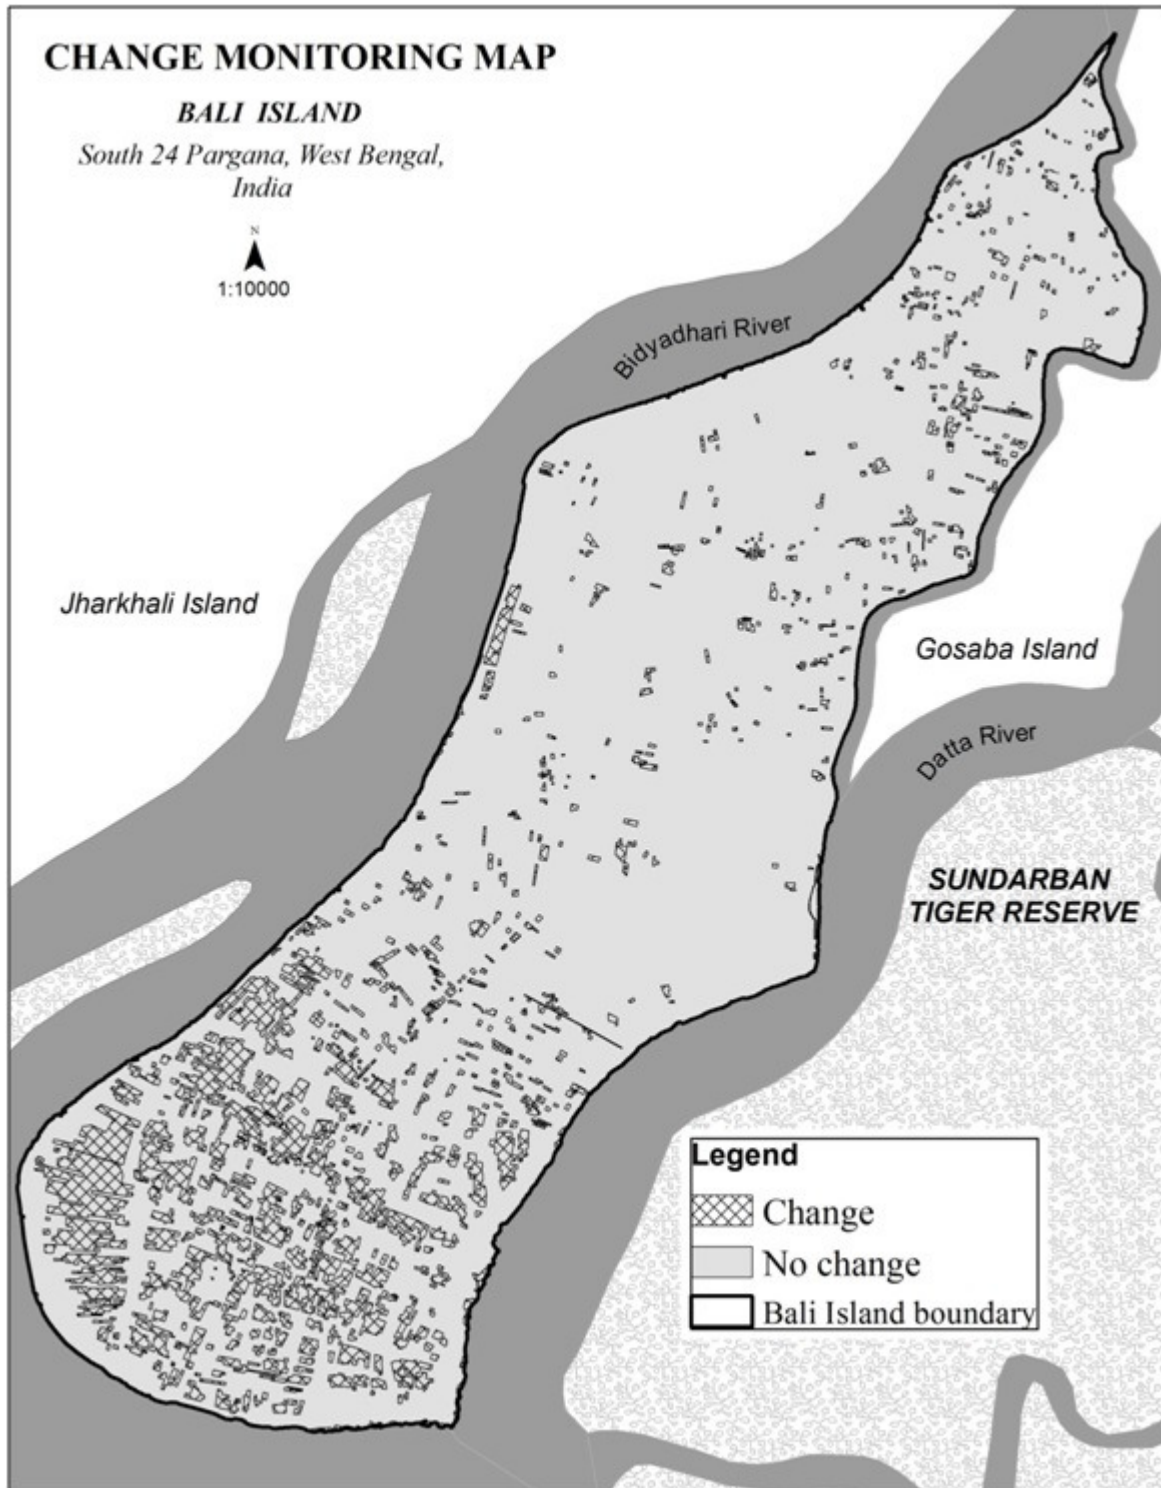 CHANGE MONITORING MAP
BALI ISLAND
South 24 Pargana, West Bengal,
India
N
1:10000
Bidyadhari River
Jharkhali Island
Gosaba Island
Datta River
SUNDARBAN
TIGER RESERVE
Legend
Change
No change
Bali Island boundary